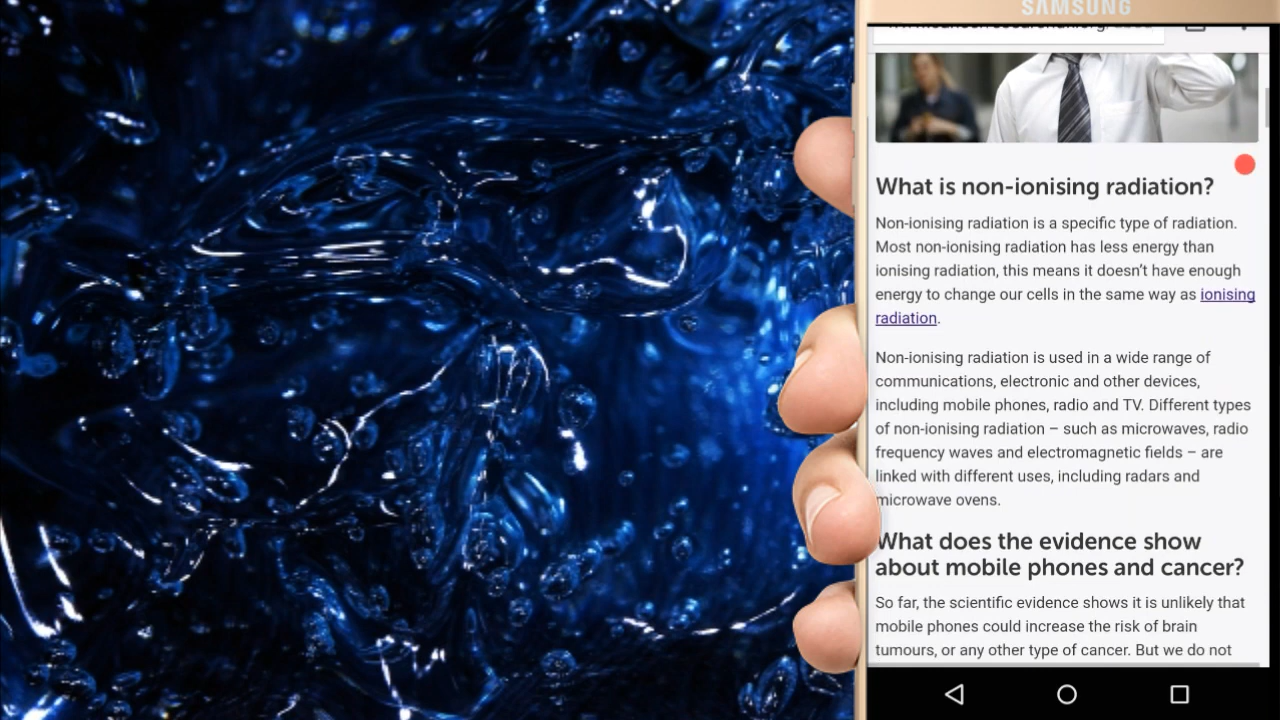 SAMSUNG
What is non-ionising radiation?
Non-ionising radiation is a specific type of radiation.
Most non-ionising radiation has less energy than
ionising radiation, this means it doesn't have enough
energy to change our cells in the same way as ionising
radiation.
Non-ionising radiation is used in a wide range of
communications, electronic and other devices,
including mobile phones, radio and TV. Different types
of non-ionising radiation – such as microwaves, radio
frequency waves and electromagnetic fields – are
linked with different uses, including radars and
microwave ovens.
What does the evidence show
about mobile phones and cancer?
So far, the scientific evidence shows it is unlikely that
mobile phones could increase the risk of brain
tumours, or any other type of cancer. But we do not